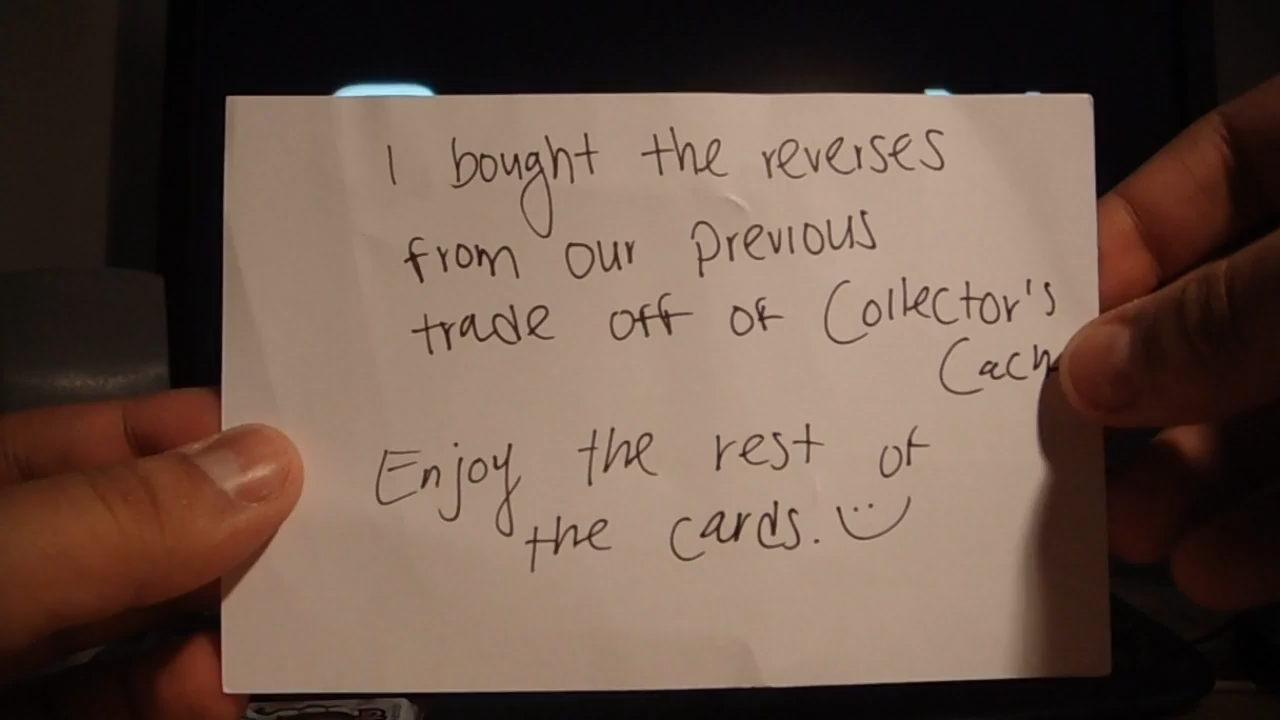 I bought the reverses
from our previous
trade off of Collector's
Enjoy the rest of
the cards. :)